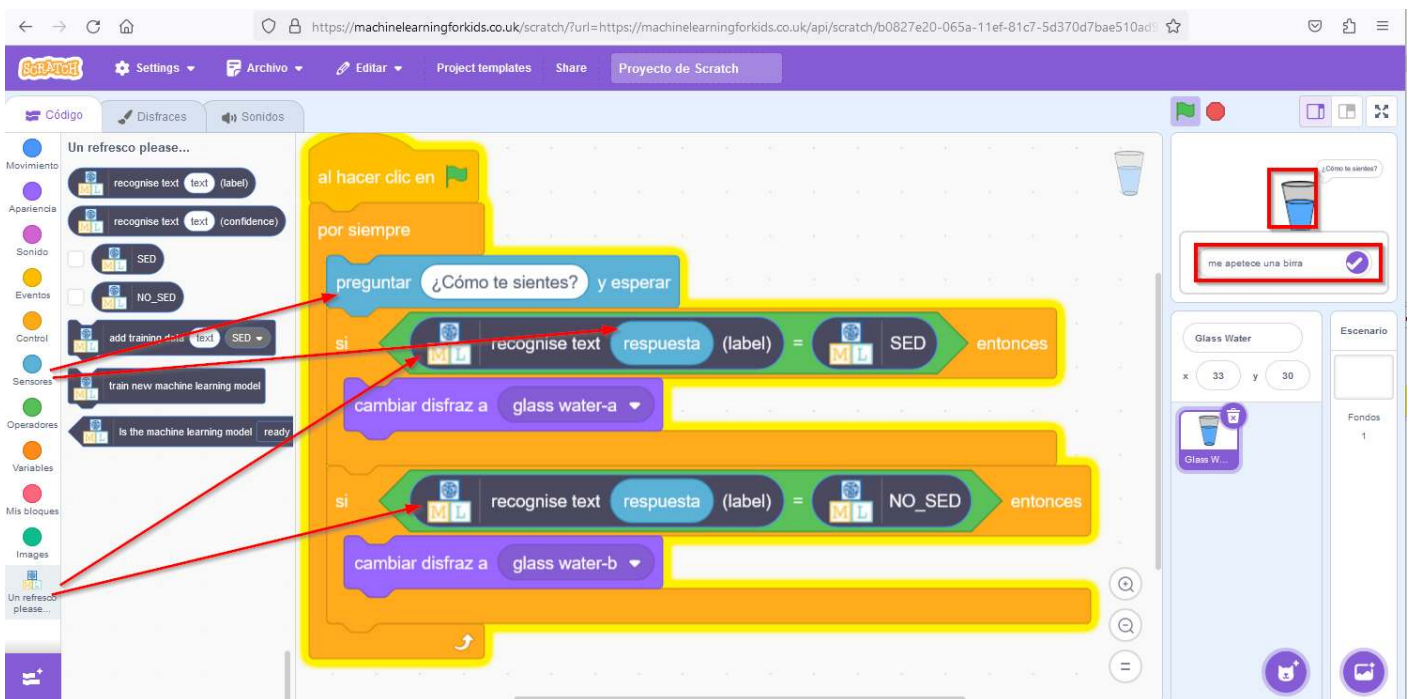 https://machinelearningforkids.co.uk/scratch/?url=https://machinelearningforkids.co.uk/api/scratch/b0827e20-065a-11ef-81c7-5d370d7bae510ad9
SCRATCH Settings Archivo Editar Project templates Share Proyecto de Scratch
Código Disfraces Sonidos
Movimiento
Apariencia
Sonido
Eventos
Control
Sensores
Operadores
Variables
Mis bloques
Images
Un refresco
please...
Un refresco please...
recognise text text (label)
recognise text text (confidence)
SED
NO_SED
add training data text SED
train new machine learning model
Is the machine learning model ready
al hacer clic en
por siempre
preguntar ¿Cómo te sientes? y esperar
si ML recognise text respuesta (label) = ML SED entonces
cambiar disfraz a glass water-a
si ML recognise text respuesta (label) = ML NO_SED entonces
cambiar disfraz a glass water-b
¿Cómo te sientes?
me apetece una birra
Glass Water
x 33 y 30
Glass W...
Escenario
Fondos
1